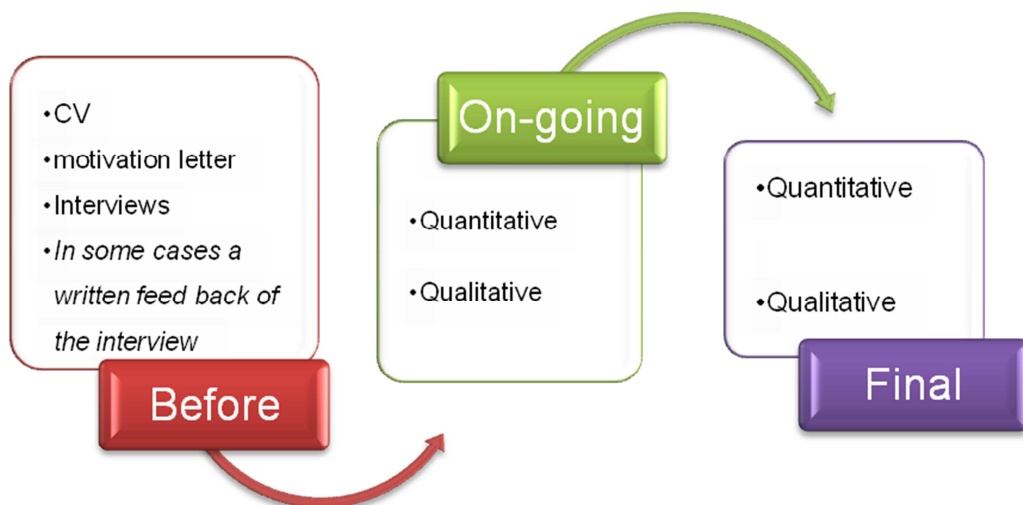 •CV
•motivation letter
•Interviews
•In some cases a
written feed back of
the interview
Before
On-going
•Quantitative
•Qualitative
•Quantitative
•Qualitative
Final